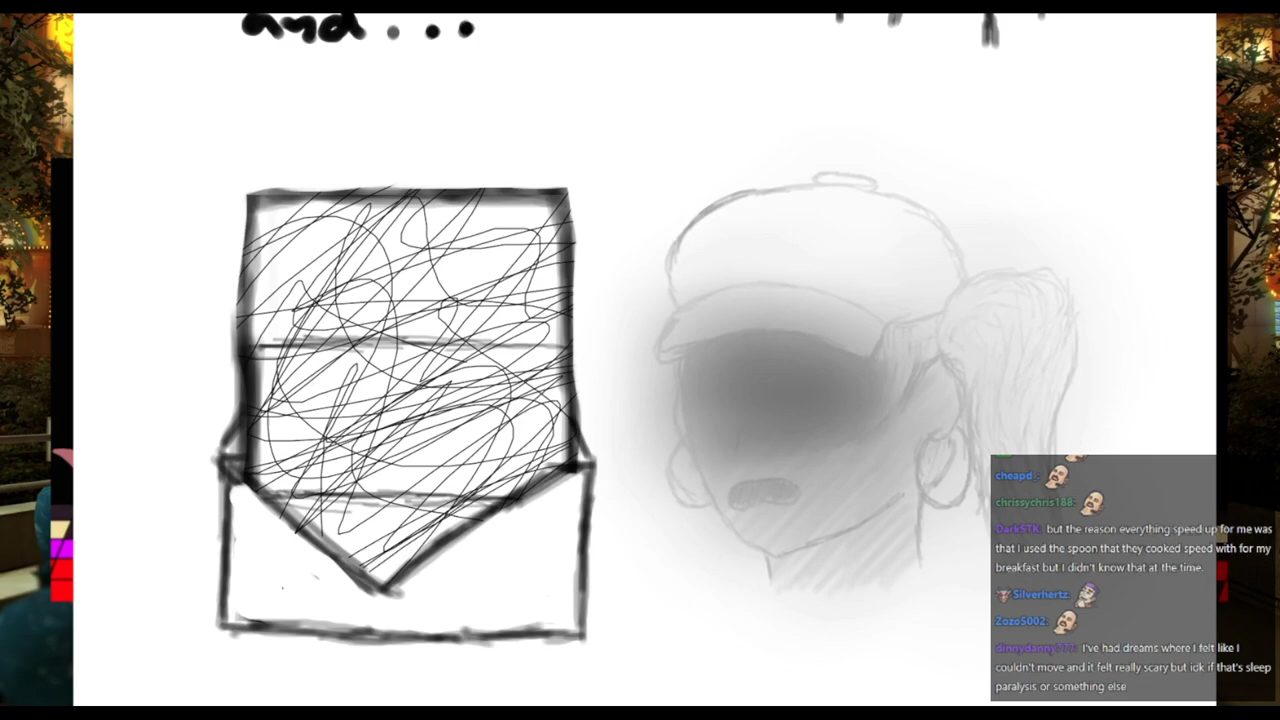 and...
cheapd:
chrissychris188:
DarkSTK: but the reason everything speed up for me was
that I used the spoon that they cooked speed with for my
breakfast but I didn't know that at the time.
Silverhertz:
Zozo5002:
dinnydanny777: I've had dreams where I felt like I
couldn't move and it felt really scary but idk if that's sleep
paralysis or something else